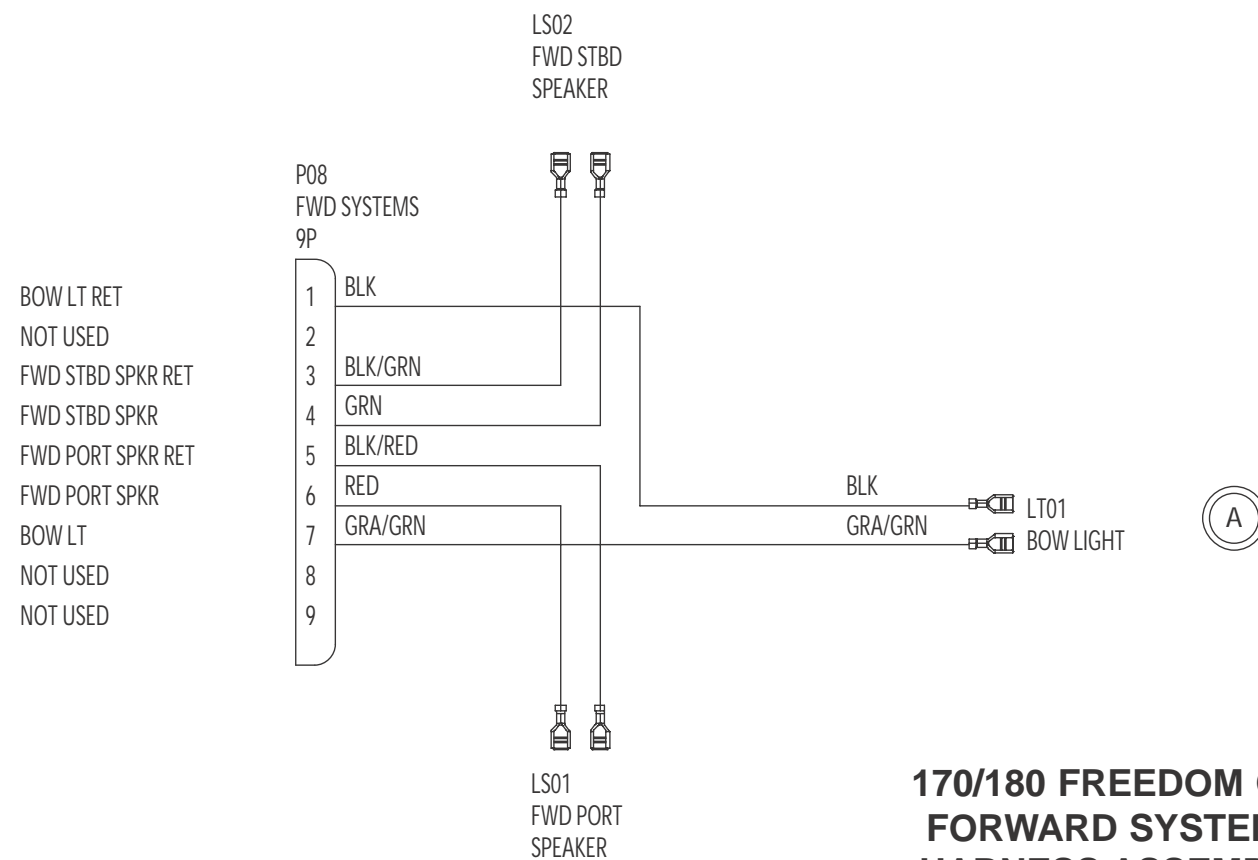 LS02
FWD STBD
SPEAKER
P08
FWD SYSTEMS
9P
BOW LT RET 1 BLK
NOT USED 2
FWD STBD SPKR RET 3 BLK/GRN
FWD STBD SPKR 4 GRN
FWD PORT SPKR RET 5 BLK/RED
FWD PORT SPKR 6 RED BLK
LT01
A
BOW LT 7 GRA/GRN GRA/GRN BOW LIGHT
NOT USED 8
NOT USED 9
LS01
FWD PORT
SPEAKER
170/180 FREEDOM
FORWARD